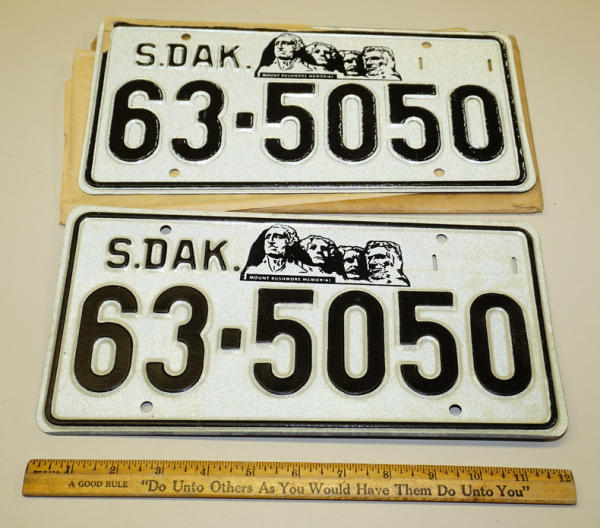 S.DAK.
MOUNT RUSHMORE MEMORIAL
63·5050
S.DAK.
MOUNT RUSHMORE MEMORIAL
63·5050
1 2 3 4 5 6 7 8 9 10 11 12
A GOOD RULE "Do Unto Others As You Would Have Them Do Unto You"